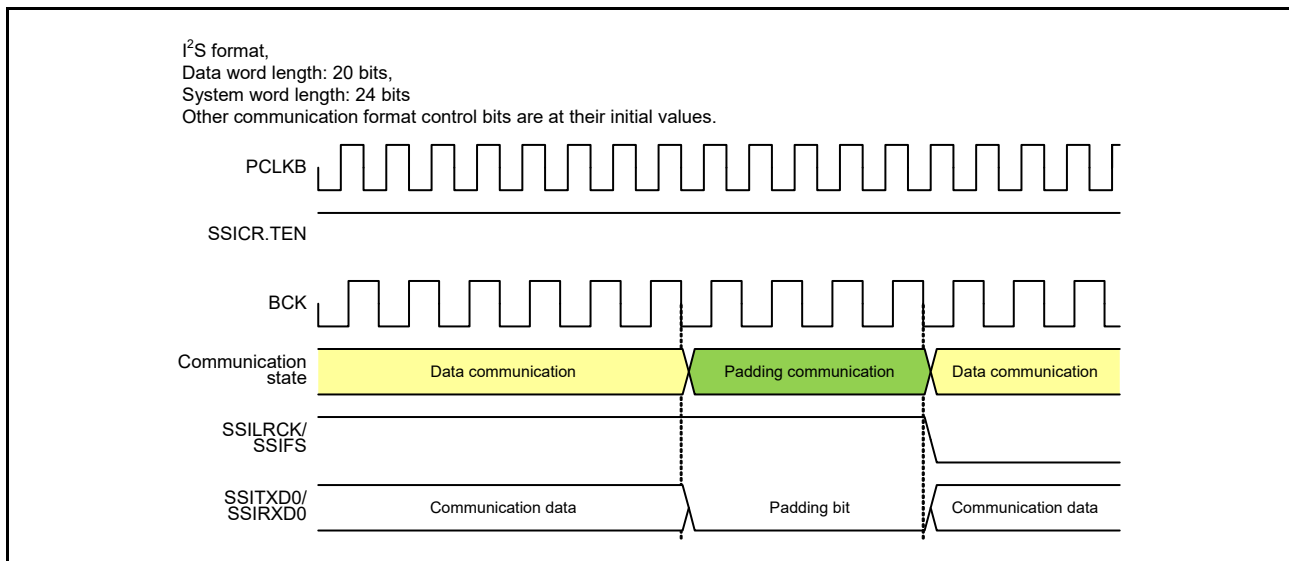 I²S format,
Data word length: 20 bits,
System word length: 24 bits
Other communication format control bits are at their initial values.
PCLKB
SSICR.TEN
BCK
Communication
state
Data communication
Padding communication
Data communication
SSILRCK/
SSIFS
SSITXD0/
SSIRXD0
Communication data
Padding bit
Communication data